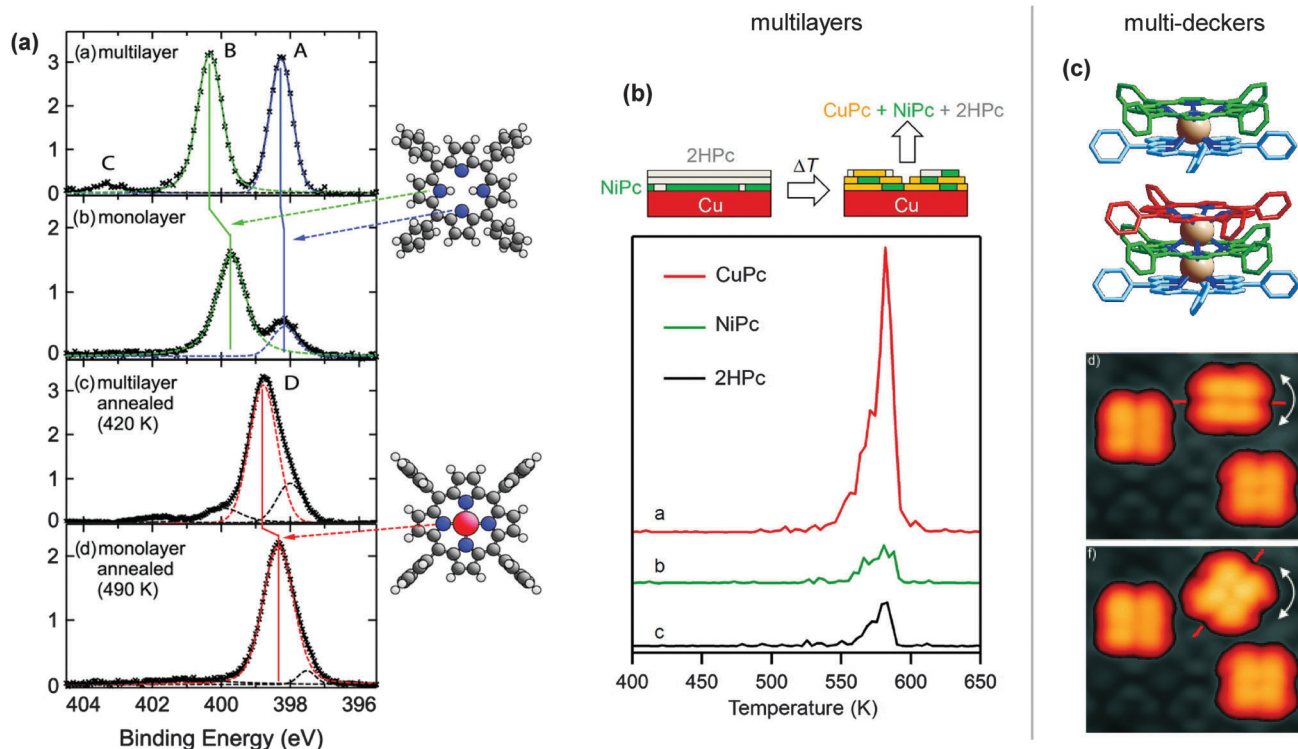 multilayers
multi-deckers
(a)
(a) multilayer
B
A
C
3
2
1
0
(b) monolayer
2
1
0
(c) multilayer
annealed
(420 K)
D
3
2
1
0
(d) monolayer
annealed
(490 K)
2
1
0
404
402
400
398
396
Binding Energy (eV)
(b)
CuPc + NiPc + 2HPc
2HPc
NiPc
ΔT
Cu
Cu
CuPc
NiPc
2HPc
a
b
c
400
450
500
550
600
650
Temperature (K)
(c)
d)
f)